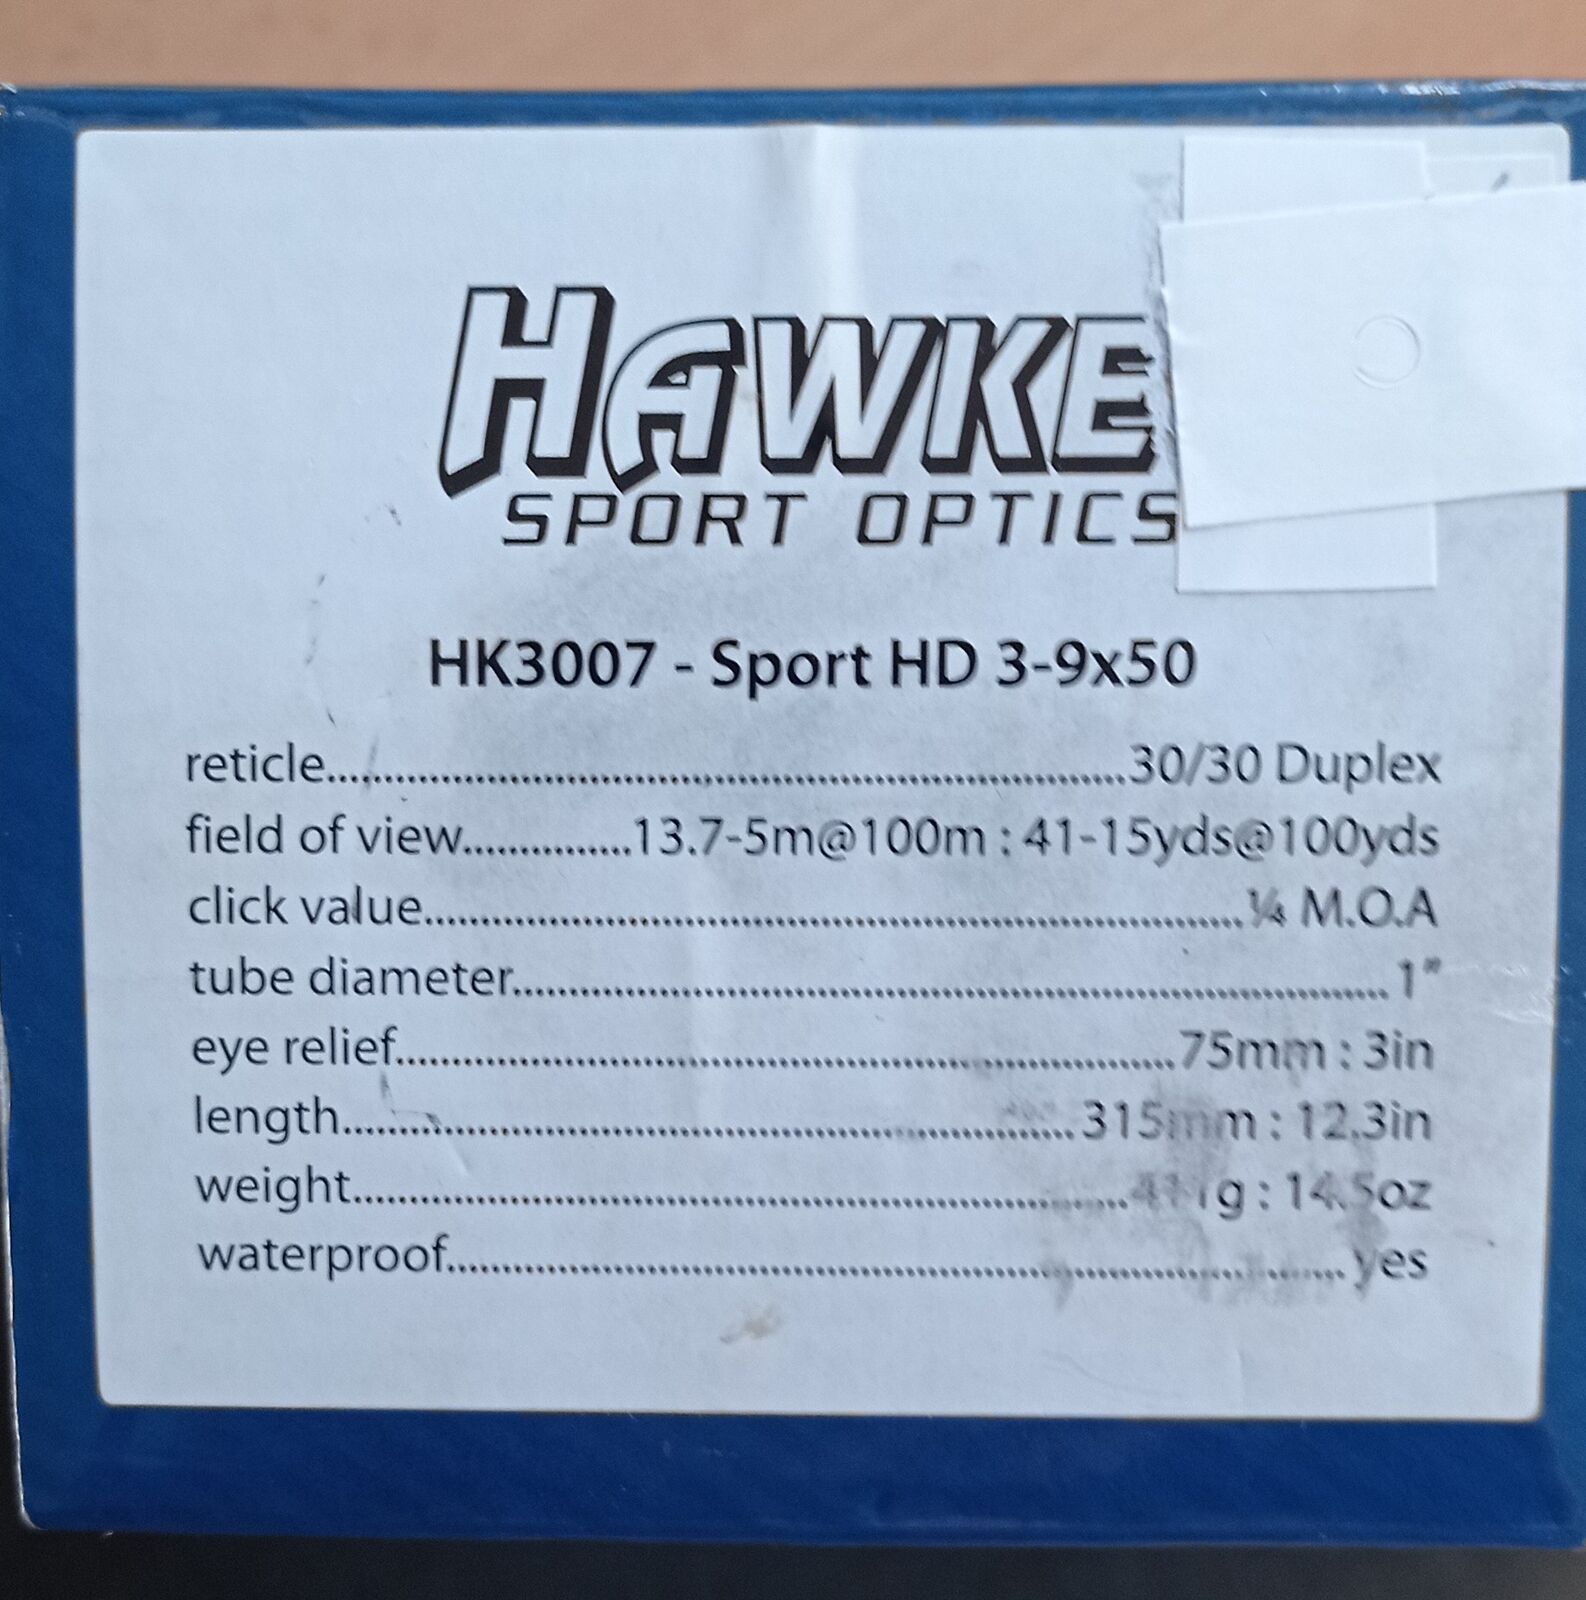 HAWKE
SPORT OPTICS
HK3007 - Sport HD 3-9x50
reticle........................30/30 Duplex
field of view...............13.7-5m@100m : 41-15yds@100yds
click value........................¼ M.O.A
tube diameter........................1"
eye relief........................75mm : 3in
length........................315mm : 12.3in
weight........................411g : 14.5oz
waterproof........................yes